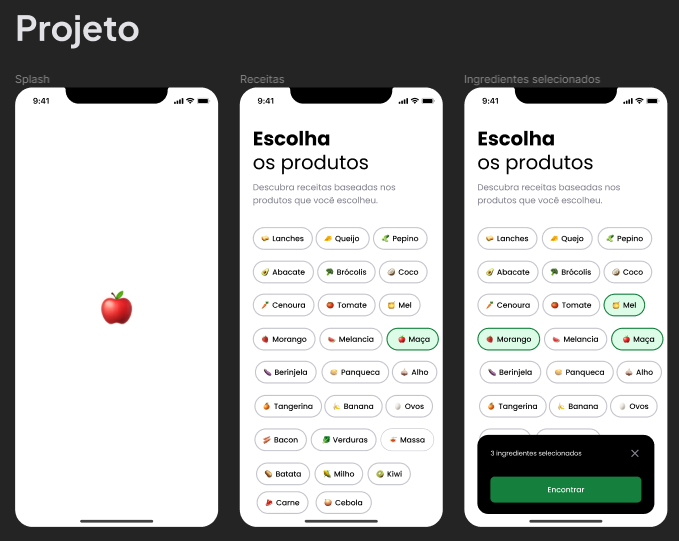 Projeto
Splash
9:41
Receitas
9:41
Escolha
os produtos
Descubra receitas baseadas nos
produtos que você escolheu.
Lanches Queijo Pepino
Abacate Brócolis Coco
Cenoura Tomate Mel
Morango Melancia Maça
Berinjela Panqueca Alho
Tangerina Banana Ovos
Bacon Verduras Massa
Batata Milho Kiwi
Carne Cebola
Ingredientes selecionados
9:41
Escolha
os produtos
Descubra receitas baseadas nos
produtos que você escolheu.
Lanches Quejo Pepino
Abacate Brócolis Coco
Cenoura Tomate Mel
Morango Melancia Maça
Berinjela Panqueca Alho
Tangerina Banana Ovos
3 ingredientes selecionados
Encontrar